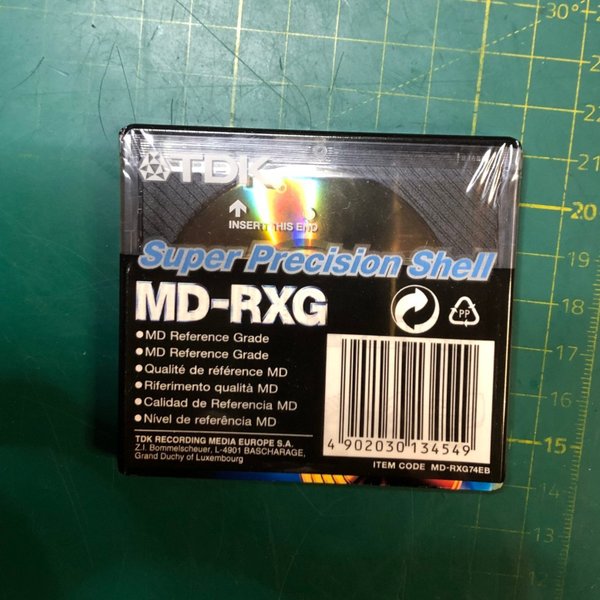 30°
22
21
20
19
18
17
16
15
14
13
12
TDK
INSERT THIS END
Super Precision Shell
MD-RXG
●MD Reference Grade
●MD Reference Grade
●Qualité de référence MD
●Riferimento qualità MD
●Calidad de Referencia MD
●Nível de referência MD
PP
TDK RECORDING MEDIA EUROPE S.A.
Z.I. Bommelscheuer, L-4901 BASCHARAGE,
Grand Duchy of Luxembourg
4 902030 134549
ITEM CODE MD-RXG74EB